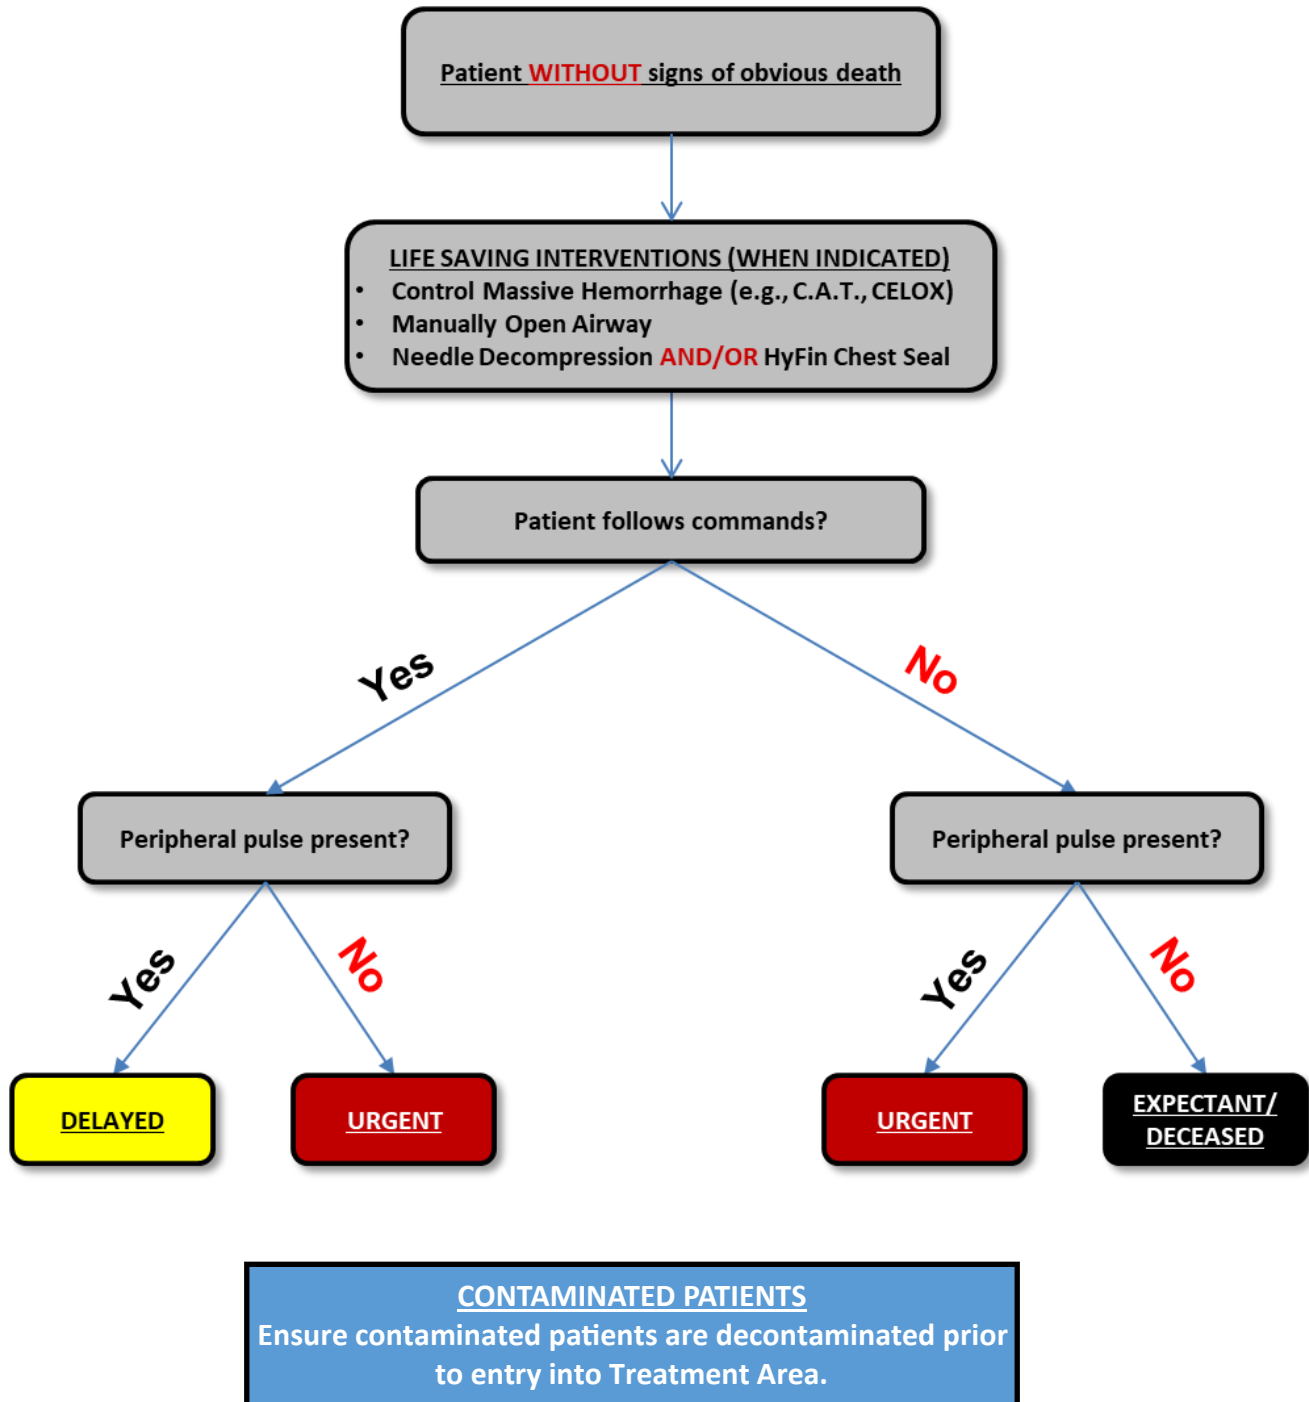 Patient WITHOUT signs of obvious death
LIFE SAVING INTERVENTIONS (WHEN INDICATED)
• Control Massive Hemorrhage (e.g., C.A.T., CELOX)
• Manually Open Airway
• Needle Decompression AND/OR HyFin Chest Seal
Patient follows commands?
Yes
No
Peripheral pulse present?
Peripheral pulse present?
Yes
No
Yes
No
DELAYED
URGENT
URGENT
EXPECTANT/
DECEASED
CONTAMINATED PATIENTS
Ensure contaminated patients are decontaminated prior
to entry into Treatment Area.